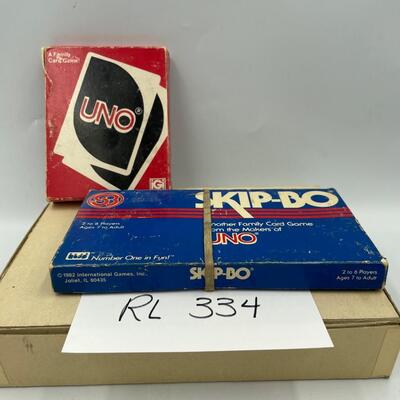 A Family
Card Game
UNO®
SKIP-BO
Another Family Card Game
from the Makers of
UNO
2 to 6 Players
Ages 7 to Adult
Number One in Fun!™
SKIP-BO®
2 to 6 Players
Ages 7 to Adult
©1982 International Games, Inc.
Joliet, IL 60435
RL 334